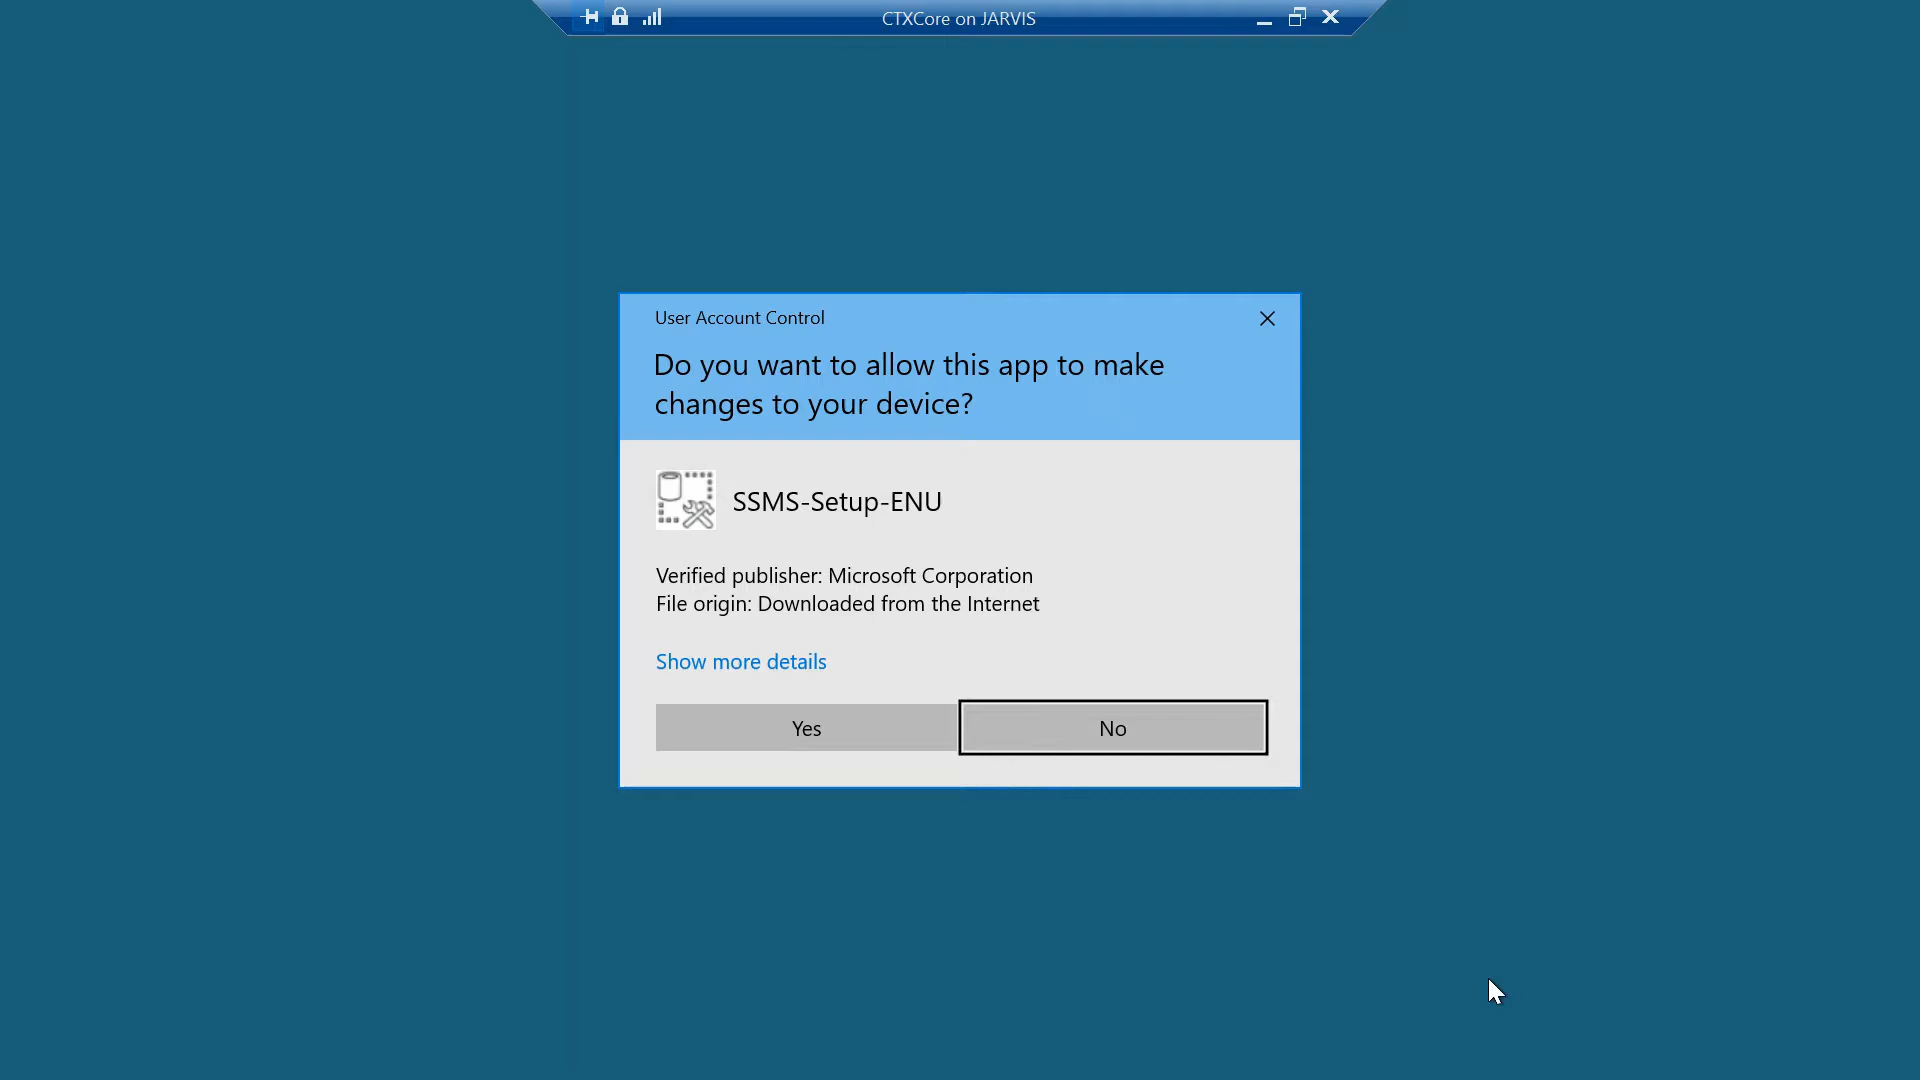 CTXCore on JARVIS
User Account Control
Do you want to allow this app to make
changes to your device?
SSMS-Setup-ENU
Verified publisher: Microsoft Corporation
File origin: Downloaded from the Internet
Show more details
Yes
No